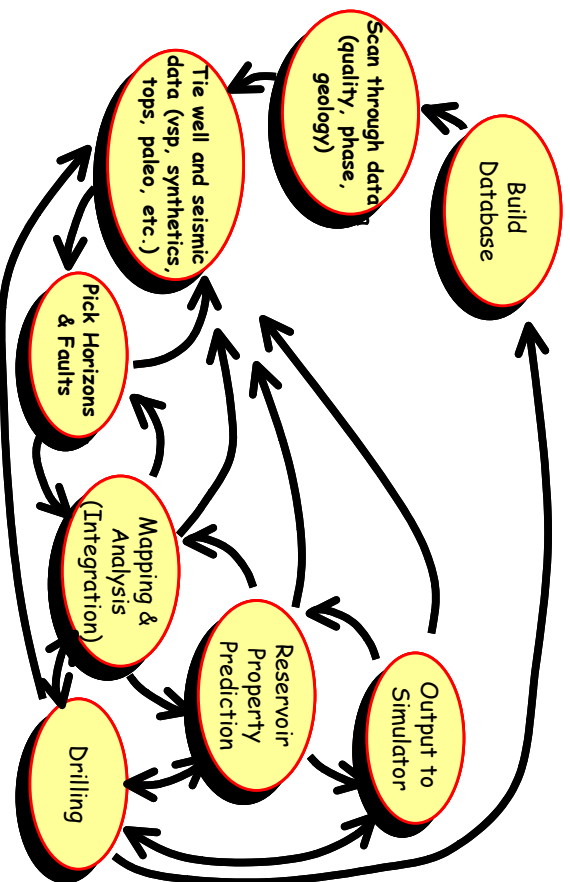 Build
Database
Scan through data
(quality, phase,
geology)
Tie well and seismic
data (vsp, synthetics,
tops, paleo, etc.)
Pick Horizons
& Faults
Mapping &
Analysis
(Integration)
Reservoir
Property
Prediction
Output to
Simulator
Drilling